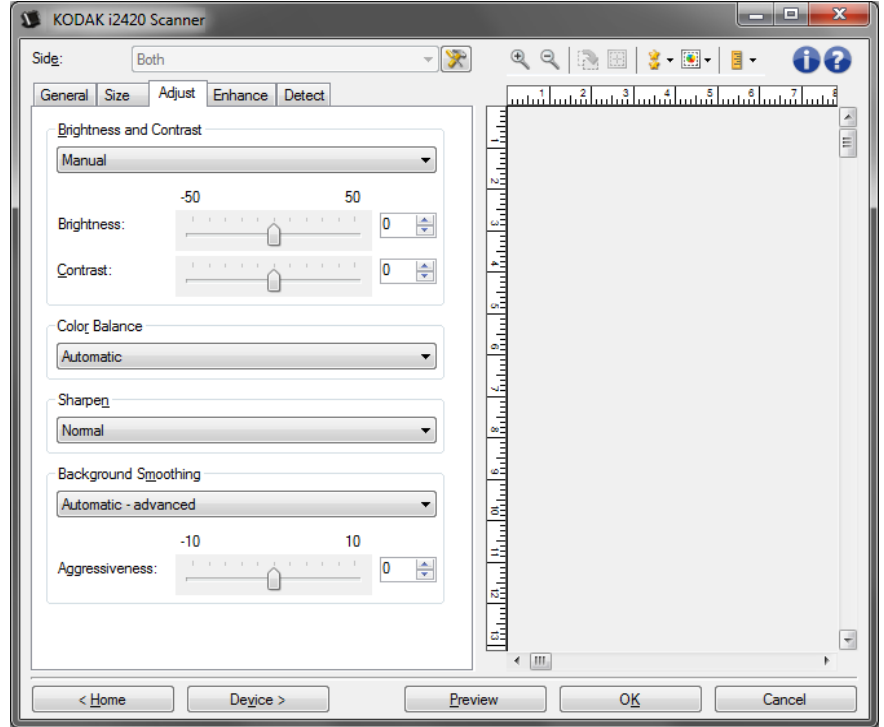 KODAK i2420 Scanner
Side: Both
General Size Adjust Enhance Detect
Brightness and Contrast
Manual
-50 50
Brightness: 0
Contrast: 0
Color Balance
Automatic
Sharpen
Normal
Background Smoothing
Automatic - advanced
-10 10
Aggressiveness: 0
1 2 3 4 5 6 7 8
1
2
3
4
5
6
7
8
9
10
11
12
13
< Home Device > Preview OK Cancel